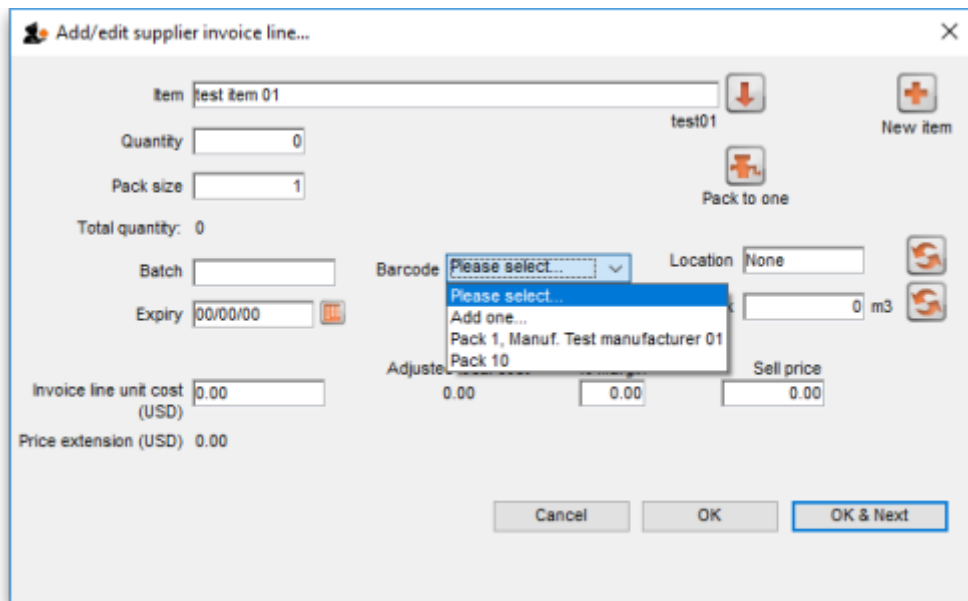 Add/edit supplier invoice line...
Item test item 01
test01
New item
Quantity 0
Pack size 1
Pack to one
Total quantity: 0
Batch Barcode Please select... Location None
Please select...
Expiry 00/00/00 0 m3
Add one...
Pack 1, Manuf. Test manufacturer 01
Pack 10
Sell price
Invoice line unit cost (USD) 0.00 0.00 0.00 0.00
Price extension (USD) 0.00
Cancel OK OK & Next